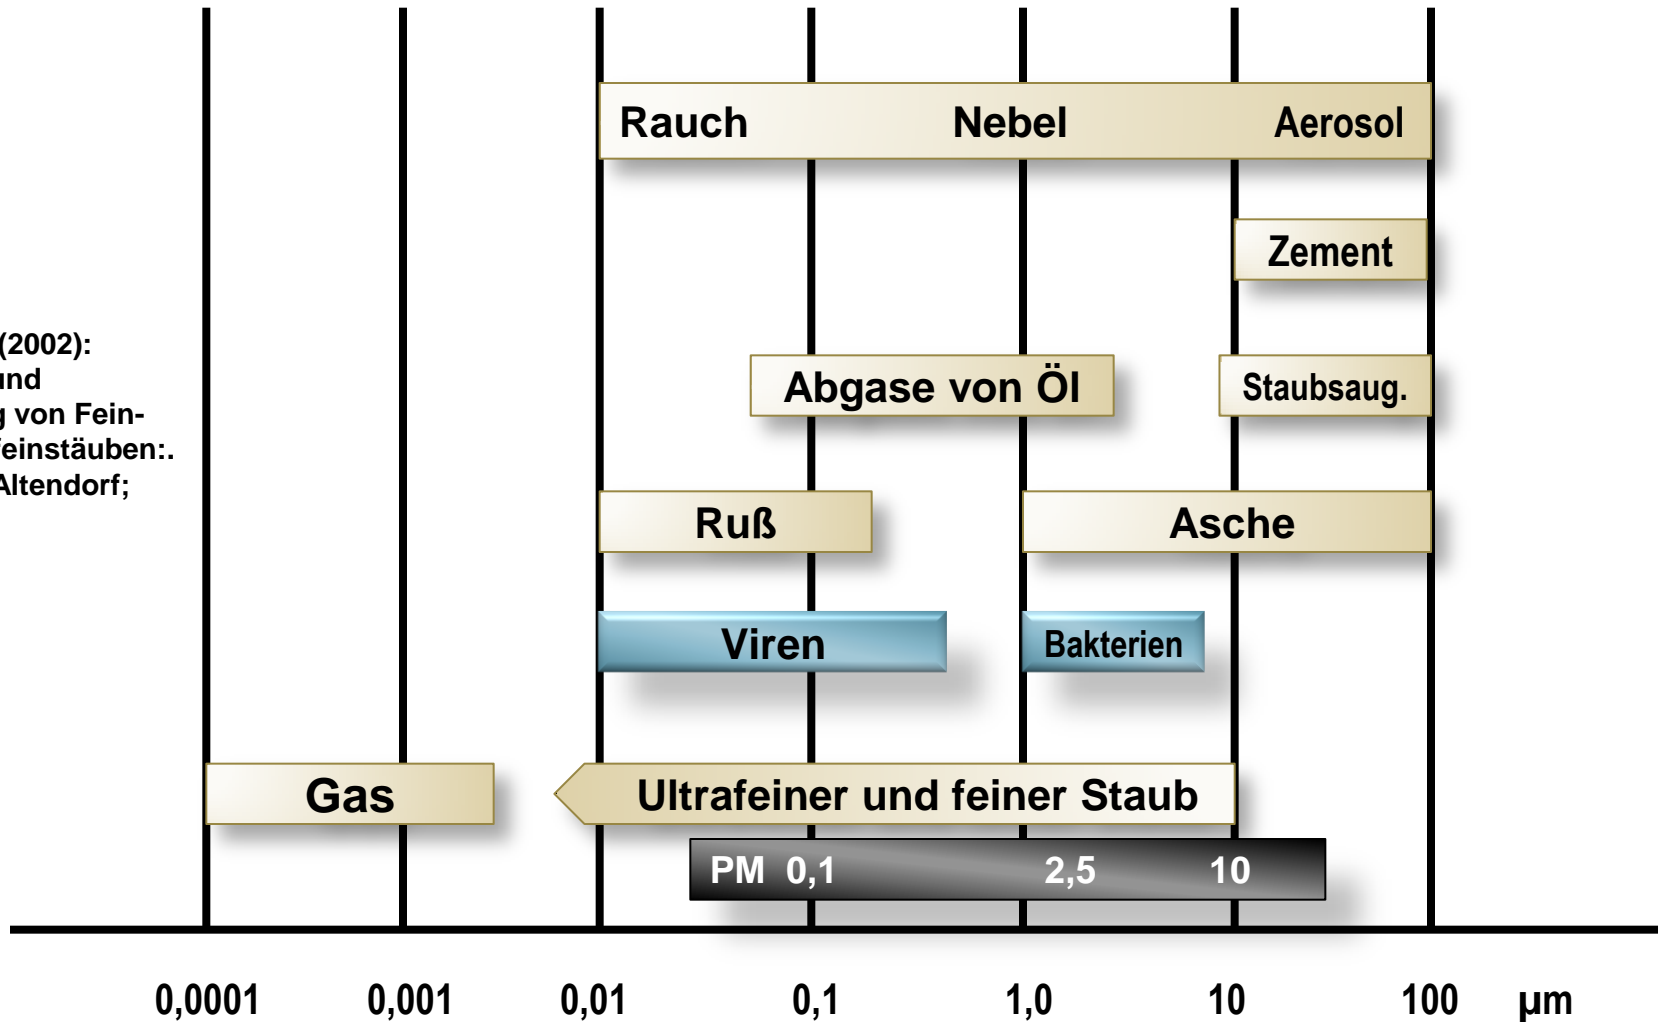 Rauch Nebel Aerosol
Zement
(2002):
und
von Fein-
feinstäuben:.
Altendorf;
Abgase von Öl
Staubsaug.
Ruß
Asche
Viren
Bakterien
Gas
Ultrafeiner und feiner Staub
PM 0,1 2,5 10
0,0001 0,001 0,01 0,1 1,0 10 100 µm